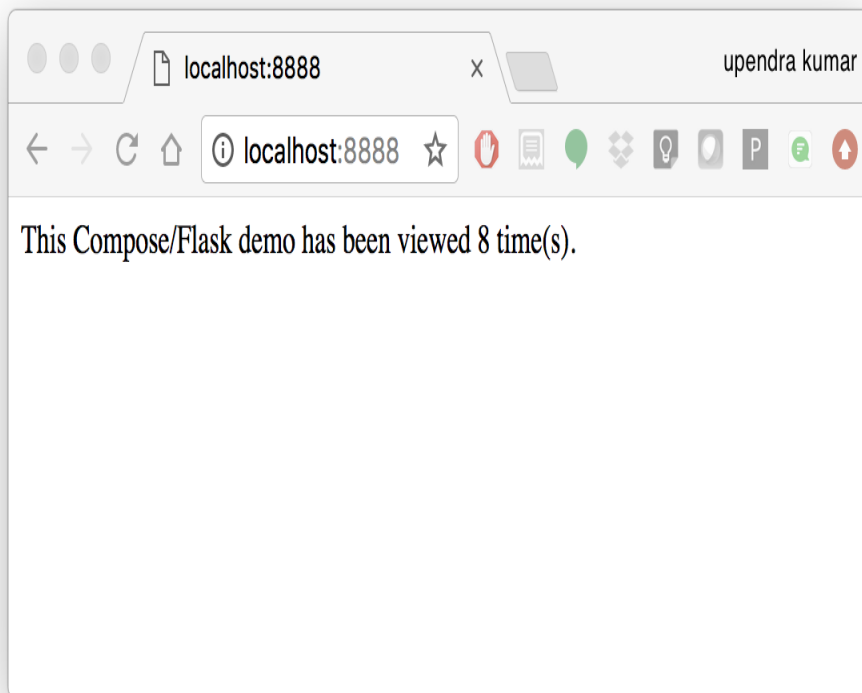 localhost:8888
upendra kumar
localhost:8888
P
This Compose/Flask demo has been viewed 8 time(s).